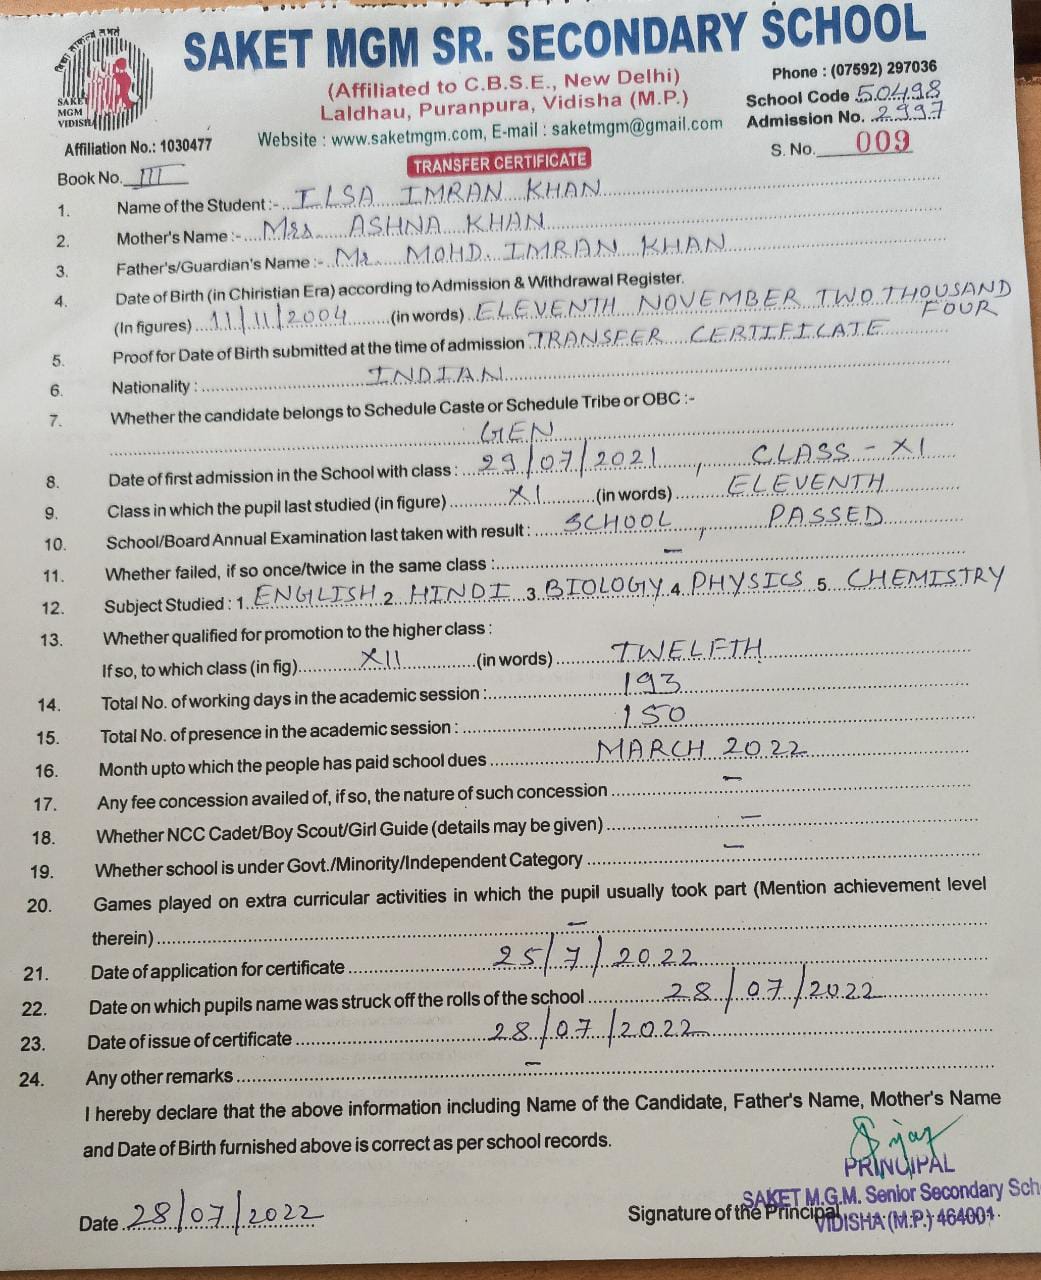 SAKET MGM SR. SECONDARY SCHOOL
(Affiliated to C.B.S.E., New Delhi)
Laldhau, Puranpura, Vidisha (M.P.)
Website : www.saketmgm.com, E-mail : saketmgm@gmail.com
SAKET
MGM
VIDISHA
Phone : (07592) 297036
School Code 50498
Admission No. 2997
Affiliation No.: 1030477
S. No. 009
Book No. III
TRANSFER CERTIFICATE
1. Name of the Student :- ILSA IMRAN KHAN
2. Mother's Name :- Mrs ASHNA KHAN
3. Father's/Guardian's Name :- Mr. MOHD. IMRAN KHAN
4. Date of Birth (in Chiristian Era) according to Admission & Withdrawal Register.
(In figures) 11/11/2004 (in words) ELEVENTH NOVEMBER TWO THOUSAND
FOUR
5. Proof for Date of Birth submitted at the time of admission TRANSFER CERTIFICATE
6. Nationality : INDIAN
7. Whether the candidate belongs to Schedule Caste or Schedule Tribe or OBC :-
GEN
8. Date of first admission in the School with class : 29/07/2021, CLASS - XI
9. Class in which the pupil last studied (in figure) XI (in words) ELEVENTH
10. School/Board Annual Examination last taken with result : SCHOOL, PASSED
11. Whether failed, if so once/twice in the same class : -
12. Subject Studied : 1. ENGLISH 2. HINDI 3. BIOLOGY 4. PHYSICS 5. CHEMISTRY
13. Whether qualified for promotion to the higher class :
If so, to which class (in fig) XII (in words) TWELFTH
14. Total No. of working days in the academic session : 193
15. Total No. of presence in the academic session : 150
16. Month upto which the people has paid school dues MARCH 2022
17. Any fee concession availed of, if so, the nature of such concession -
18. Whether NCC Cadet/Boy Scout/Girl Guide (details may be given) -
19. Whether school is under Govt./Minority/Independent Category -
20. Games played on extra curricular activities in which the pupil usually took part (Mention achievement level
therein) -
21. Date of application for certificate 25/7/2022
22. Date on which pupils name was struck off the rolls of the school 28/07/2022
23. Date of issue of certificate 28/07/2022
24. Any other remarks -
I hereby declare that the above information including Name of the Candidate, Father's Name, Mother's Name
and Date of Birth furnished above is correct as per school records.
PRINCIPAL
SAKET M.G.M. Senior Secondary Sch
Date 28/07/2022
Signature of the Principal
VIDISHA (M.P.) 464001